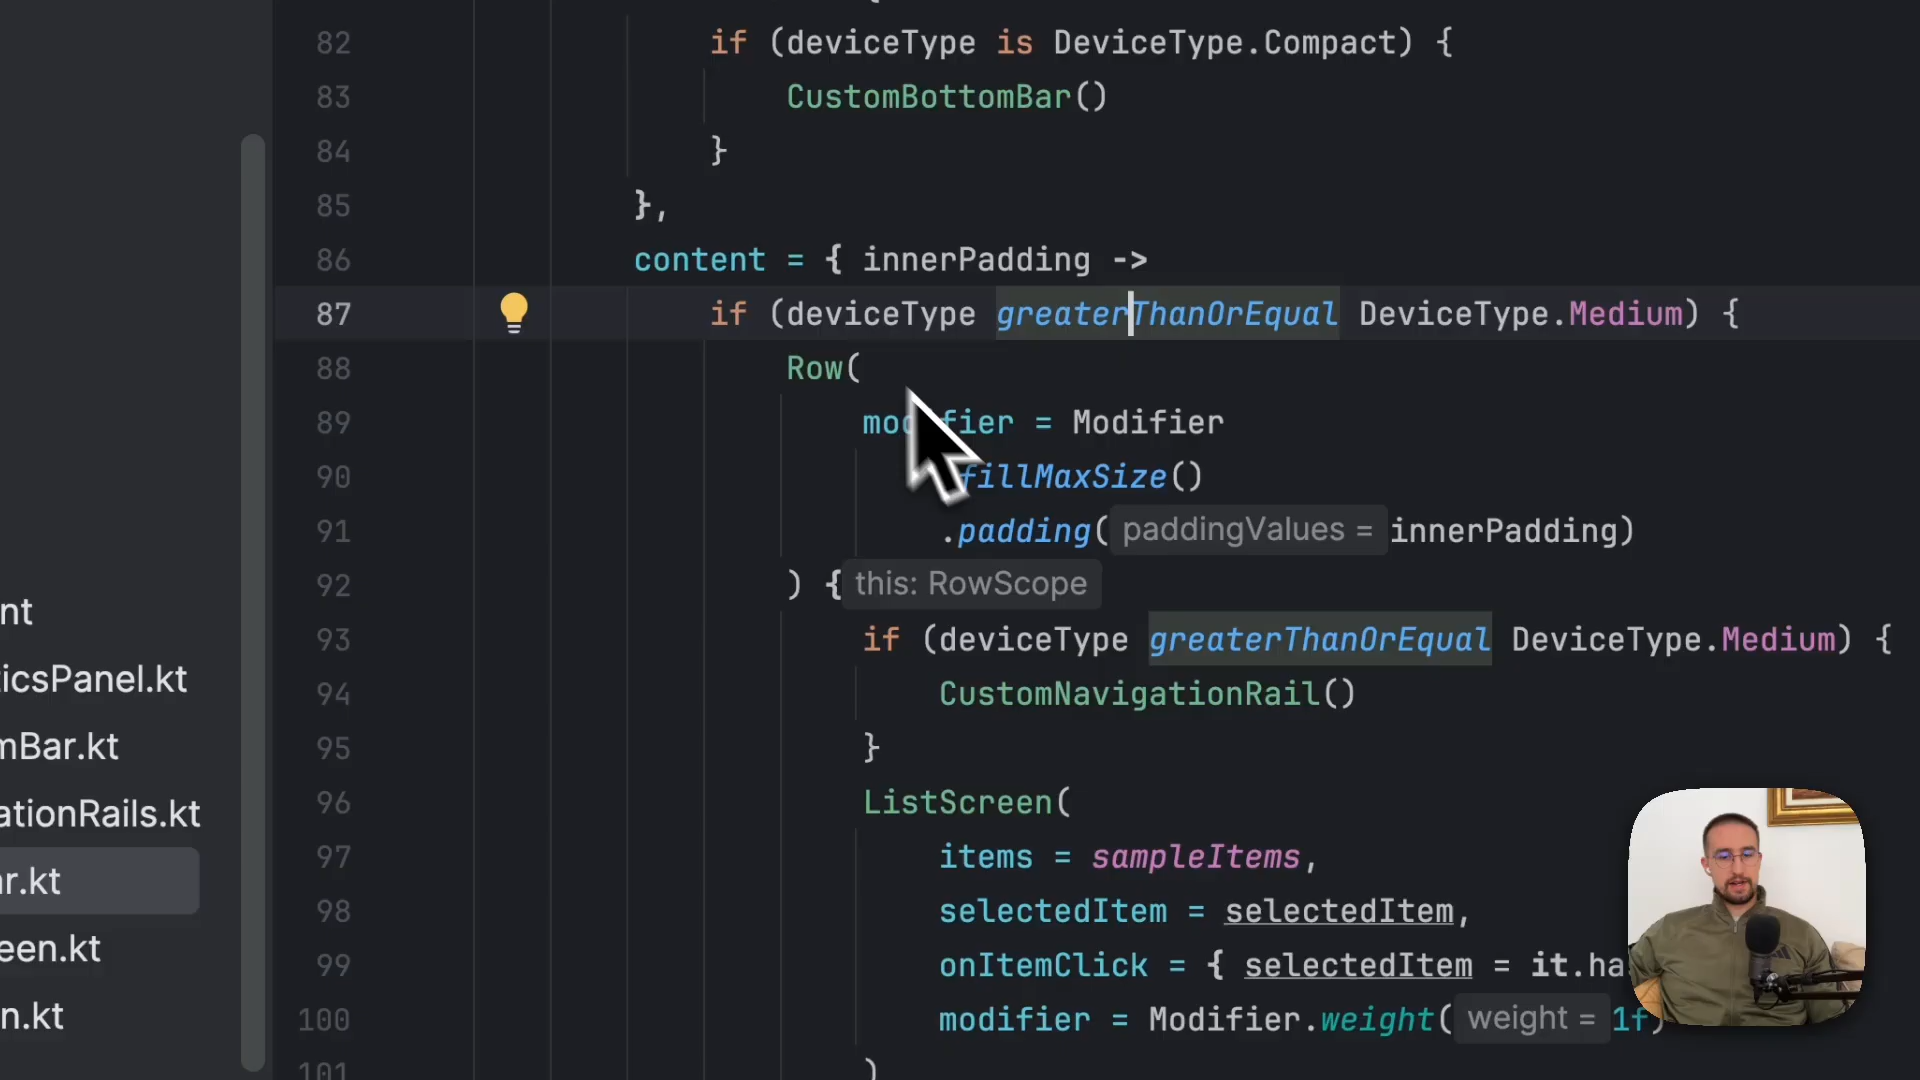 82 if (deviceType is DeviceType.Compact) {
83 CustomBottomBar()
84 }
85 },
86 content = { innerPadding ->
87 if (deviceType greaterThanOrEqual DeviceType.Medium) {
88 Row(
89 modifier = Modifier
90 fillMaxSize()
91 .padding( paddingValues = innerPadding)
92 ) { this: RowScope
93 if (deviceType greaterThanOrEqual DeviceType.Medium) {
94 CustomNavigationRail()
95 }
96 ListScreen(
97 items = sampleItems,
98 selectedItem = selectedItem,
99 onItemClick = { selectedItem = it.ha
100 modifier = Modifier.weight( weight = 1f)
101 )
nt
icsPanel.kt
mBar.kt
ationRails.kt
ar.kt
een.kt
n.kt